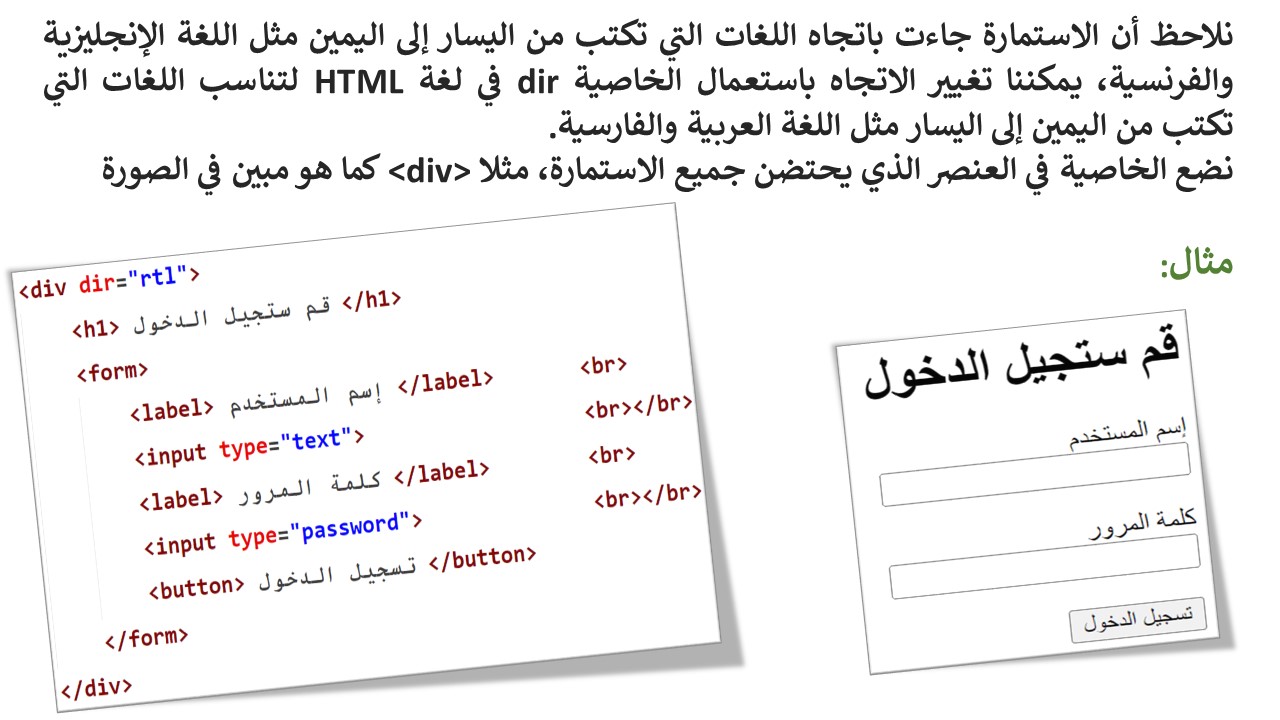 نلاحظ أن الاستمارة جاءت باتجاه اللغات التي تكتب من اليسار إلى اليمين مثل اللغة الإنجليزية
والفرنسية، يمكننا تغيير الاتجاه باستعمال الخاصية dir في لغة HTML لتناسب اللغات التي
تكتب من اليمين إلى اليسار مثل اللغة العربية والفارسية.
نضع الخاصية في العنصر الذي يحتضن جميع الاستمارة، مثلا <div> كما هو مبين في الصورة
مثال:
<div dir="rtl">
<h1> قم ستجيل الدخول </h1>
<form>
<label> إسم المستخدم </label> <br>
<input type="text"> <br></br>
<label> كلمة المرور </label> <br>
<input type="password"> <br></br>
<button> تسجيل الدخول </button>
</form>
</div>
قم ستجيل الدخول
إسم المستخدم
كلمة المرور
تسجيل الدخول